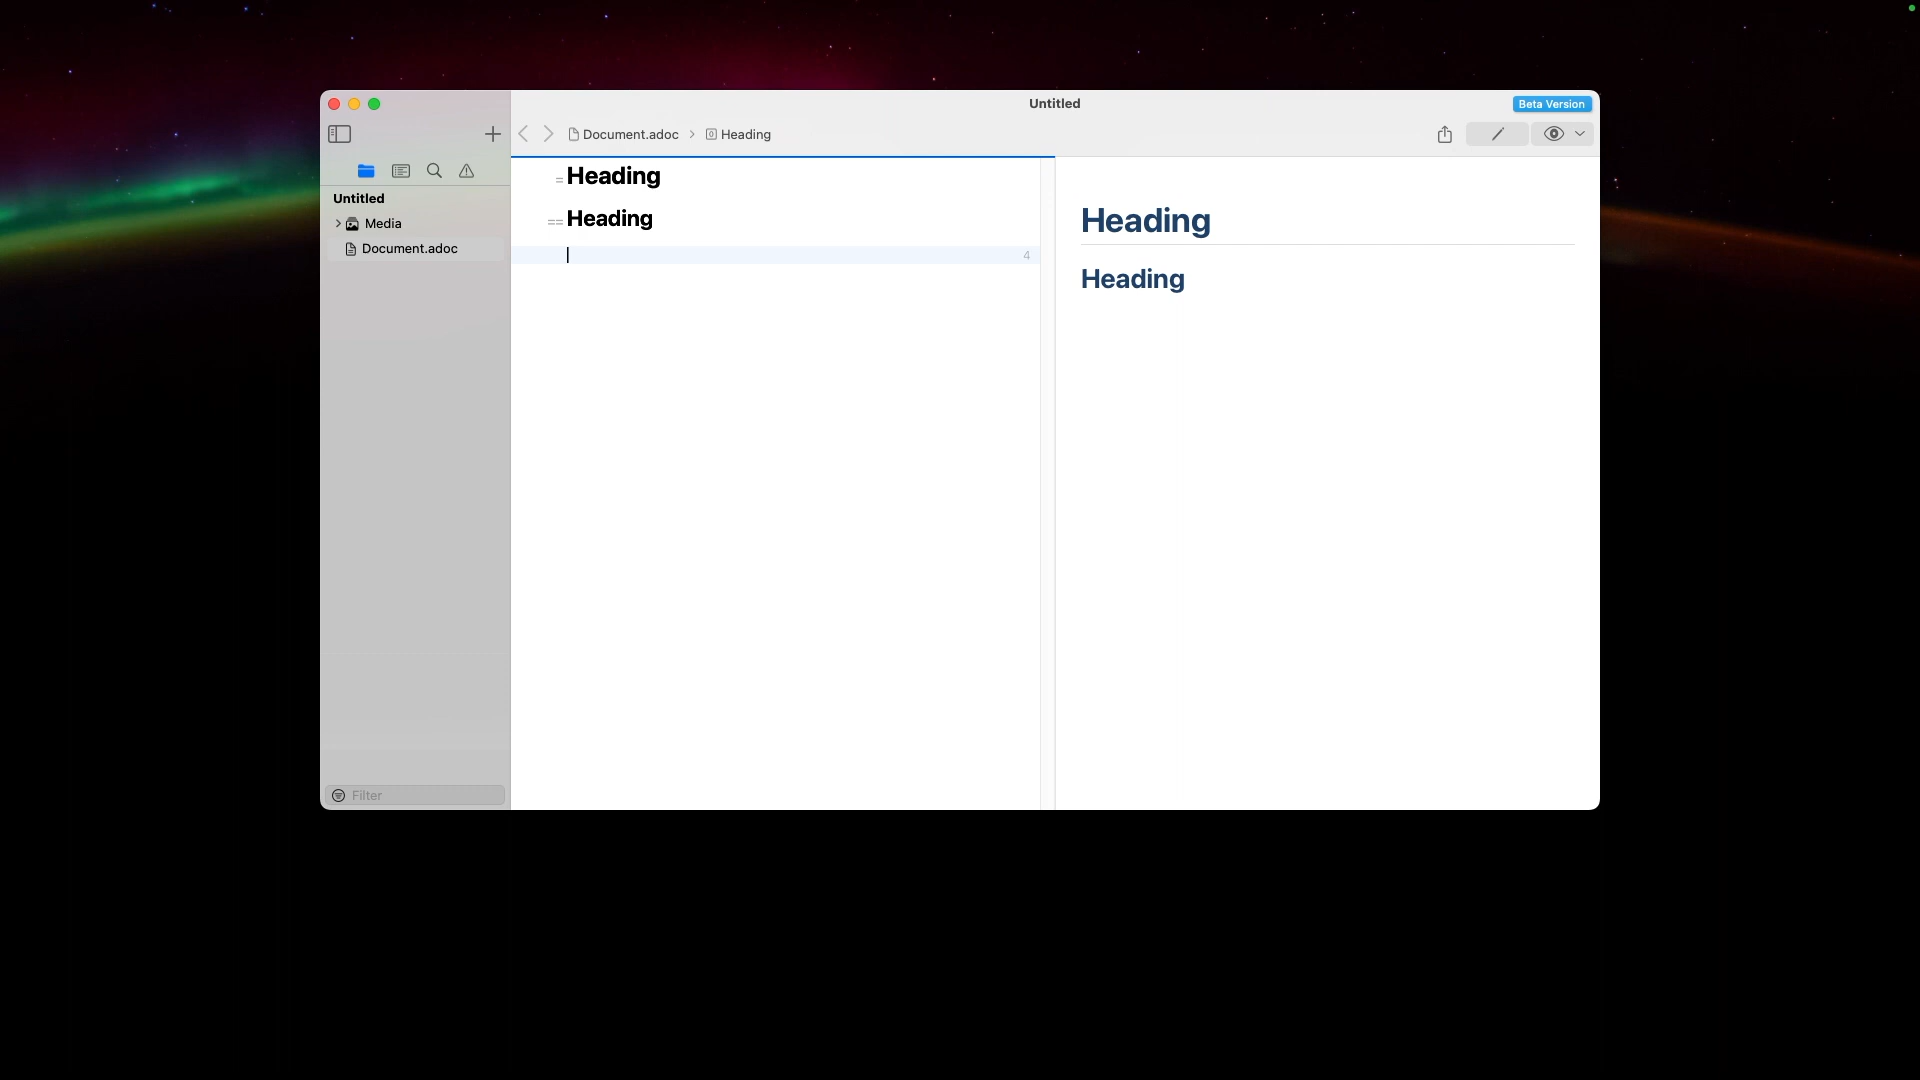 Untitled
Beta Version
Document.adoc > Heading
Untitled
Media
Document.adoc
Filter
= Heading
== Heading
4
Heading
Heading